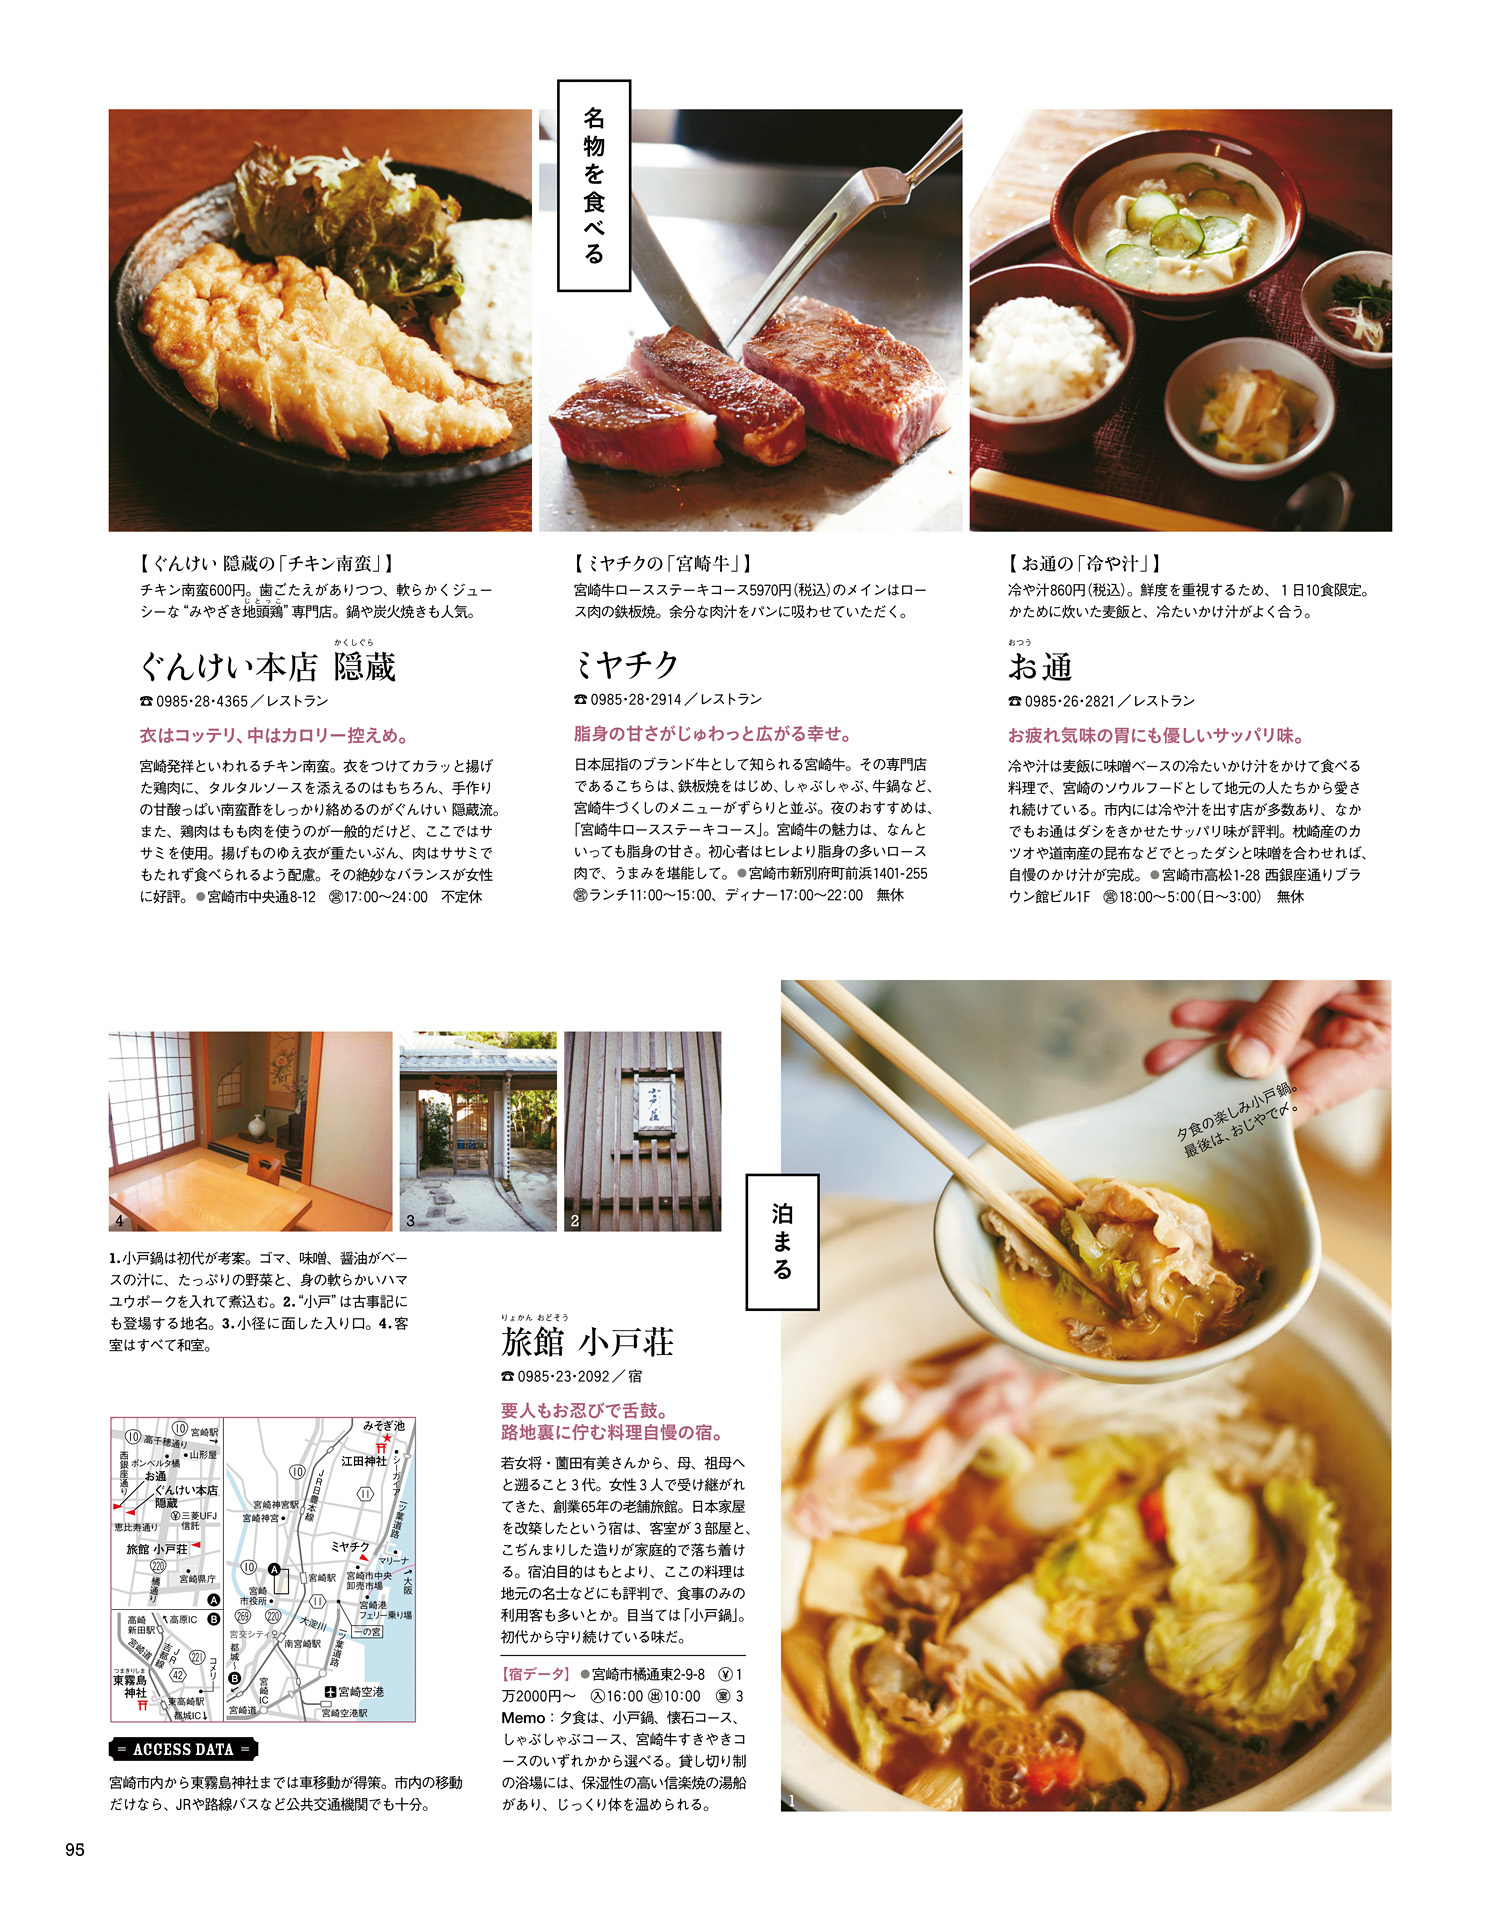 名物を食べる
【ぐんけい 隠蔵の「チキン南蛮」】
チキン南蛮600円。歯ごたえがありつつ、軟らかくジュー
シーな“みやざき地頭鶏”専門店。鍋や炭火焼きも人気。
じとっこ
かくしぐら
ぐんけい本店 隠蔵
☎0985・28・4365／レストラン
衣はコッテリ、中はカロリー控えめ。
宮崎発祥といわれるチキン南蛮。衣をつけてカラッと揚げ
た鶏肉に、タルタルソースを添えるのはもちろん、手作り
の甘酸っぱい南蛮酢をしっかり絡めるのがぐんけい 隠蔵流。
また、鶏肉はもも肉を使うのが一般的だけど、ここではサ
サミを使用。揚げものゆえ衣が重たいぶん、肉はササミで
もたれず食べられるよう配慮。その絶妙なバランスが女性
に好評。●宮崎市中央通8-12 ㊡17:00〜24:00 不定休
【ミヤチクの「宮崎牛」】
宮崎牛ロースステーキコース5970円（税込）のメインはロー
ス肉の鉄板焼。余分な肉汁をパンに吸わせていただく。
ミヤチク
☎0985・28・2914／レストラン
脂身の甘さがじゅわっと広がる幸せ。
日本屈指のブランド牛として知られる宮崎牛。その専門店
であるこちらは、鉄板焼をはじめ、しゃぶしゃぶ、牛鍋など、
宮崎牛づくしのメニューがずらりと並ぶ。夜のおすすめは、
「宮崎牛ロースステーキコース」。宮崎牛の魅力は、なんと
いっても脂身の甘さ。初心者はヒレより脂身の多いロース
肉で、うまみを堪能して。●宮崎市新別府町前浜1401-255
営ランチ11:00〜15:00、ディナー17:00〜22:00 無休
【お通の「冷や汁」】
冷や汁860円（税込）。鮮度を重視するため、1日10食限定。
かために炊いた麦飯と、冷たいかけ汁がよく合う。
おつう
お通
☎0985・26・2821／レストラン
お疲れ気味の胃にも優しいサッパリ味。
冷や汁は麦飯に味噌ベースの冷たいかけ汁をかけて食べる
料理で、宮崎のソウルフードとして地元の人たちから愛さ
れ続けている。市内には冷や汁を出す店が多数あり、なか
でもお通はダシをきかせたサッパリ味が評判。枕崎産のカ
ツオや道南産の昆布などでとったダシと味噌を合わせれば、
自慢のかけ汁が完成。●宮崎市高松1-28 西銀座通りブラ
ウン館ビル1F 営18:00〜5:00（日〜3:00） 無休
4
3
2
小戸荘
1.小戸鍋は初代が考案。ゴマ、味噌、醤油がベー
スの汁に、たっぷりの野菜と、身の軟らかいハマ
ユウポークを入れて煮込む。2.“小戸”は古事記に
も登場する地名。3.小径に面した入り口。4.客
室はすべて和室。
泊まる
夕食の楽しみ小戸鍋。
最後は、おじやで〆。
1
りょかん おどそう
旅館 小戸荘
☎0985・23・2092／宿
要人もお忍びで舌鼓。
路地裏に佇む料理自慢の宿。
若女将・薗田有美さんから、母、祖母へ
と遡ること3代。女性3人で受け継がれ
てきた、創業65年の老舗旅館。日本家屋
を改築したという宿は、客室が3部屋と、
こぢんまりした造りが家庭的で落ち着け
る。宿泊目的はもとより、ここの料理は
地元の名士などにも評判で、食事のみの
利用客も多いとか。目当ては「小戸鍋」。
初代から守り続けている味だ。
【宿データ】 ●宮崎市橘通東2-9-8 ¥1
万2000円〜 入16:00 出10:00 室3
Memo：夕食は、小戸鍋、懐石コース、
しゃぶしゃぶコース、宮崎牛すきやきコ
ースのいずれかから選べる。貸し切り制
の浴場には、保湿性の高い信楽焼の湯船
があり、じっくり体を温められる。
10
10
宮崎駅
高千穂通り
山形屋
西銀座通り
ボンベルタ橘
お通
ぐんけい本店
隠蔵
¥三菱UFJ
信託
恵比寿通り
旅館 小戸荘
220
橘通り
宮崎県庁
A
高崎
新田駅
高原IC
B
宮崎道
JR吉都線
221
42
コメリ
つまきりしま
東霧島
神社
東高崎駅
都城IC
みそぎ池
江田神社
シーガイア
10
JR日豊本線
11
一ツ葉道路
宮崎神宮駅
宮崎神宮
ミヤチク
マリーナ
大阪
10
A
宮崎駅
宮崎市中央
卸売市場
宮崎
市役所
11
宮崎港
フェリー乗り場
269
220
大淀川
一の宮
宮交シティ
南宮崎駅
一ツ葉道路
都城
B
宮崎IC
宮崎道
宮崎空港
宮崎空港駅
= ACCESS DATA =
宮崎市内から東霧島神社までは車移動が得策。市内の移動
だけなら、JRや路線バスなど公共交通機関でも十分。
95